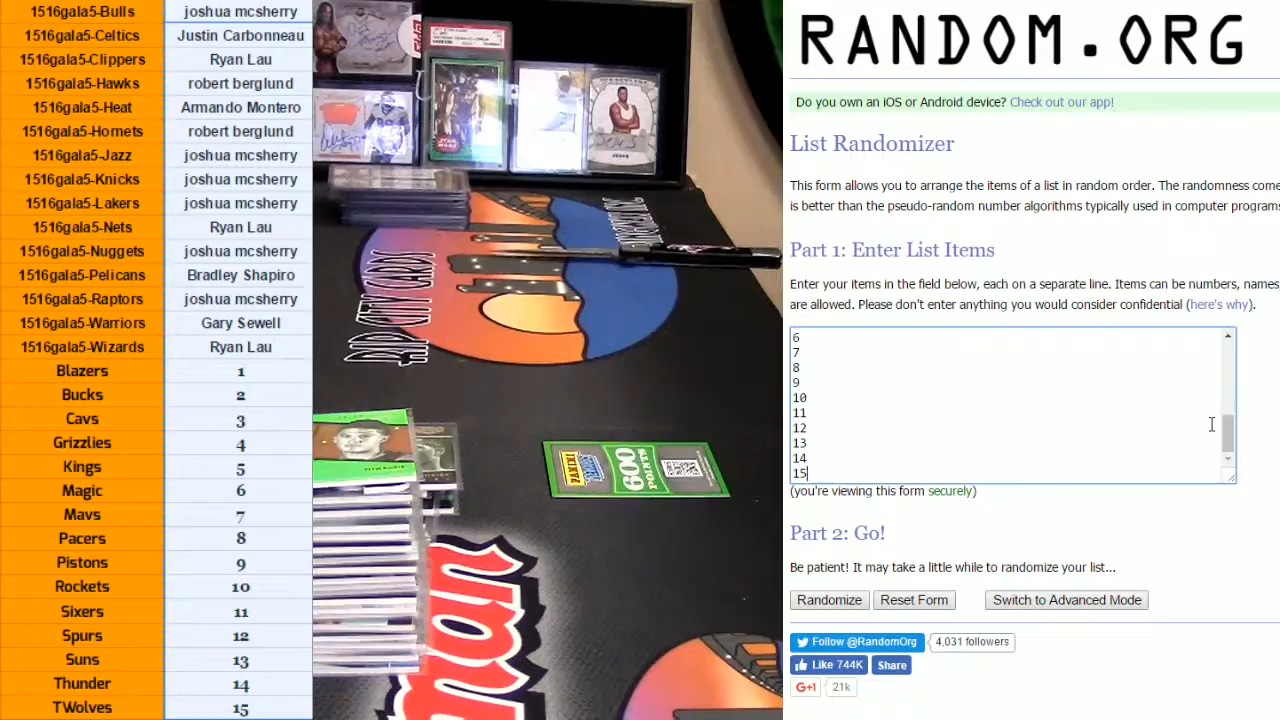 1516gala5-Bulls joshua mcsherry
1516gala5-Celtics Justin Carbonneau
1516gala5-Clippers Ryan Lau
1516gala5-Hawks robert berglund
1516gala5-Heat Armando Montero
1516gala5-Hornets robert berglund
1516gala5-Jazz joshua mcsherry
1516gala5-Knicks joshua mcsherry
1516gala5-Lakers joshua mcsherry
1516gala5-Nets Ryan Lau
1516gala5-Nuggets joshua mcsherry
1516gala5-Pelicans Bradley Shapiro
1516gala5-Raptors joshua mcsherry
1516gala5-Warriors Gary Sewell
1516gala5-Wizards Ryan Lau
Blazers 1
Bucks 2
Cavs 3
Grizzlies 4
Kings 5
Magic 6
Mavs 7
Pacers 8
Pistons 9
Rockets 10
Sixers 11
Spurs 12
Suns 13
Thunder 14
TWolves 15
STAR WARS
RIP CITY CARDS
PANINI
600
POINTS
RANDOM.ORG
Do you own an iOS or Android device? Check out our app!
List Randomizer
This form allows you to arrange the items of a list in random order. The randomness come
is better than the pseudo-random number algorithms typically used in computer programs
Part 1: Enter List Items
Enter your items in the field below, each on a separate line. Items can be numbers, names,
are allowed. Please don't enter anything you would consider confidential (here's why).
6
7
8
9
10
11
12
13
14
15
(you're viewing this form securely)
Part 2: Go!
Be patient! It may take a little while to randomize your list...
Randomize Reset Form Switch to Advanced Mode
Follow @RandomOrg 4,031 followers
Like 744K Share
G+1 21k